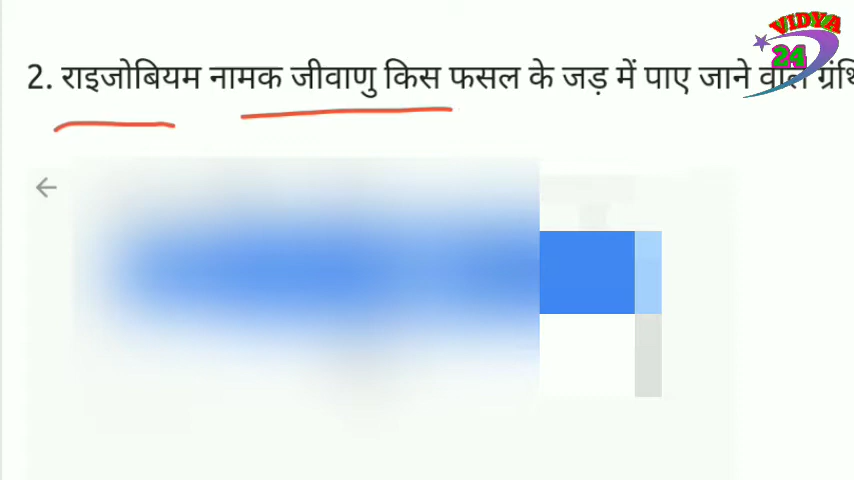 VIDYA
24
2. राइजोबियम नामक जीवाणु किस फसल के जड़ में पाए जाने वाले